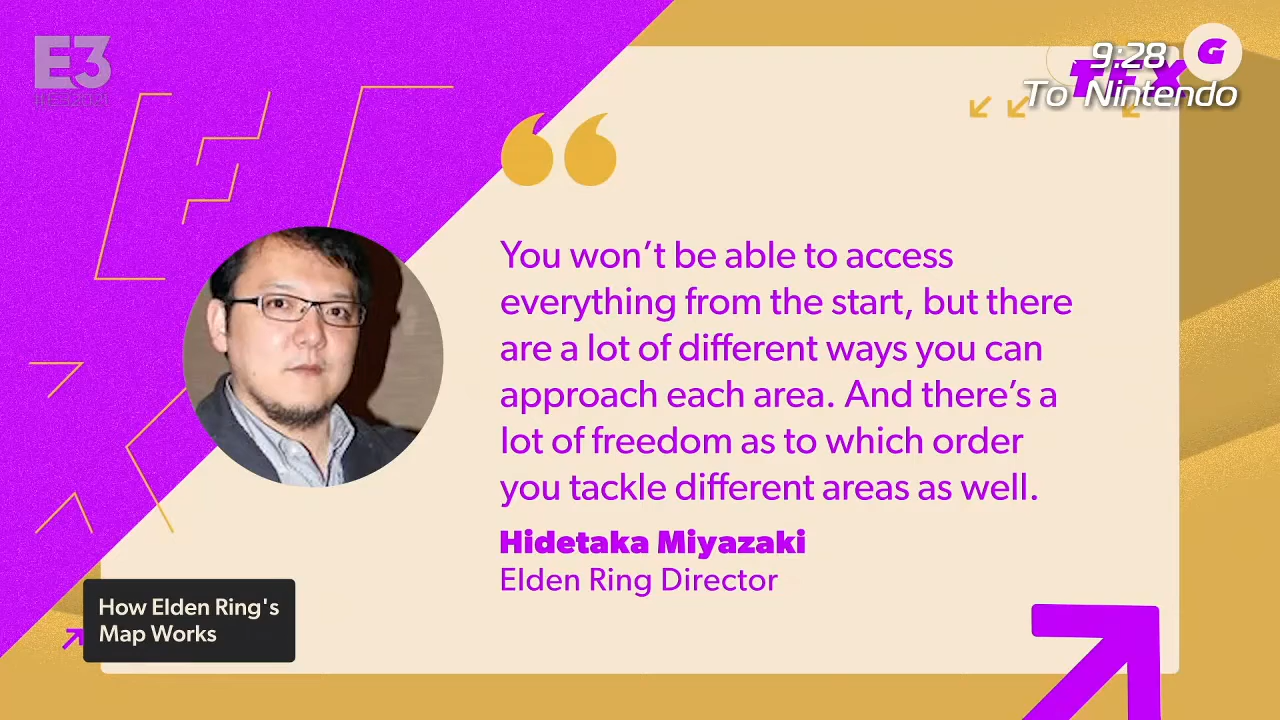 E3
#E32021
9:28
G
To Nintendo
You won't be able to access
everything from the start, but there
are a lot of different ways you can
approach each area. And there's a
lot of freedom as to which order
you tackle different areas as well.
Hidetaka Miyazaki
Elden Ring Director
How Elden Ring's
Map Works